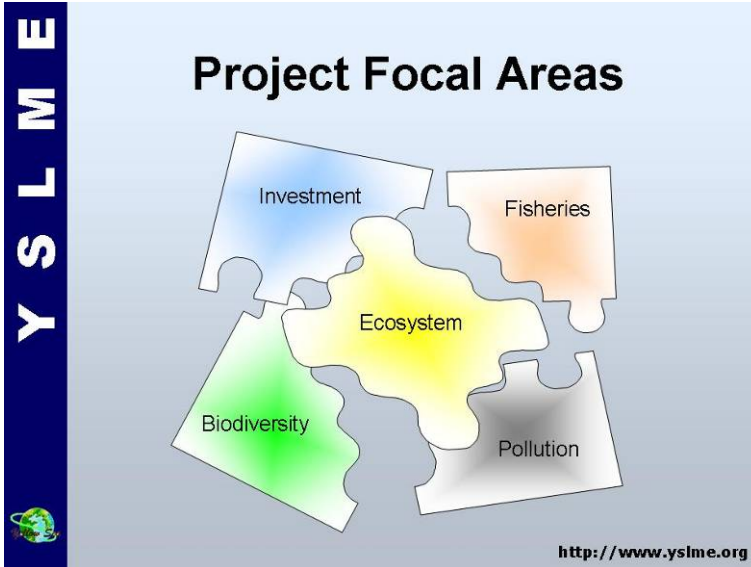 YSLME
Project Focal Areas
Investment
Fisheries
Ecosystem
Biodiversity
Pollution
http://www.yslme.org